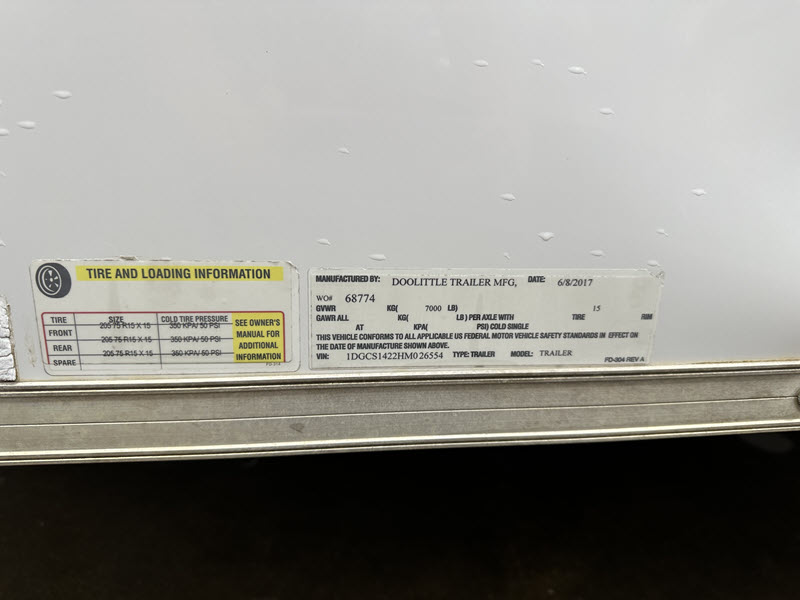 TIRE AND LOADING INFORMATION
TIRE SIZE COLD TIRE PRESSURE
FRONT 205 75 R15 X 15 350 KPA/ 50 PSI
REAR 205 75 R15 X 15 350 KPA/ 50 PSI
SPARE 205 75 R15 X 15 350 KPA/ 50 PSI
SEE OWNER'S
MANUAL FOR
ADDITIONAL
INFORMATION
MANUFACTURED BY: DOOLITTLE TRAILER MFG, DATE: 6/8/2017
WO# 68774
GVWR KG( 7000 LB) 15
GAWR ALL KG( LB) PER AXLE WITH TIRE RIM
AT KPA( PSI) COLD SINGLE
THIS VEHICLE CONFORMS TO ALL APPLICABLE US FEDERAL MOTOR VEHICLE SAFETY STANDARDS IN EFFECT ON
THE DATE OF MANUFACTURE SHOWN ABOVE.
VIN: 1DGCS1422HM026554 TYPE: TRAILER MODEL: TRAILER
FD-304 REV A